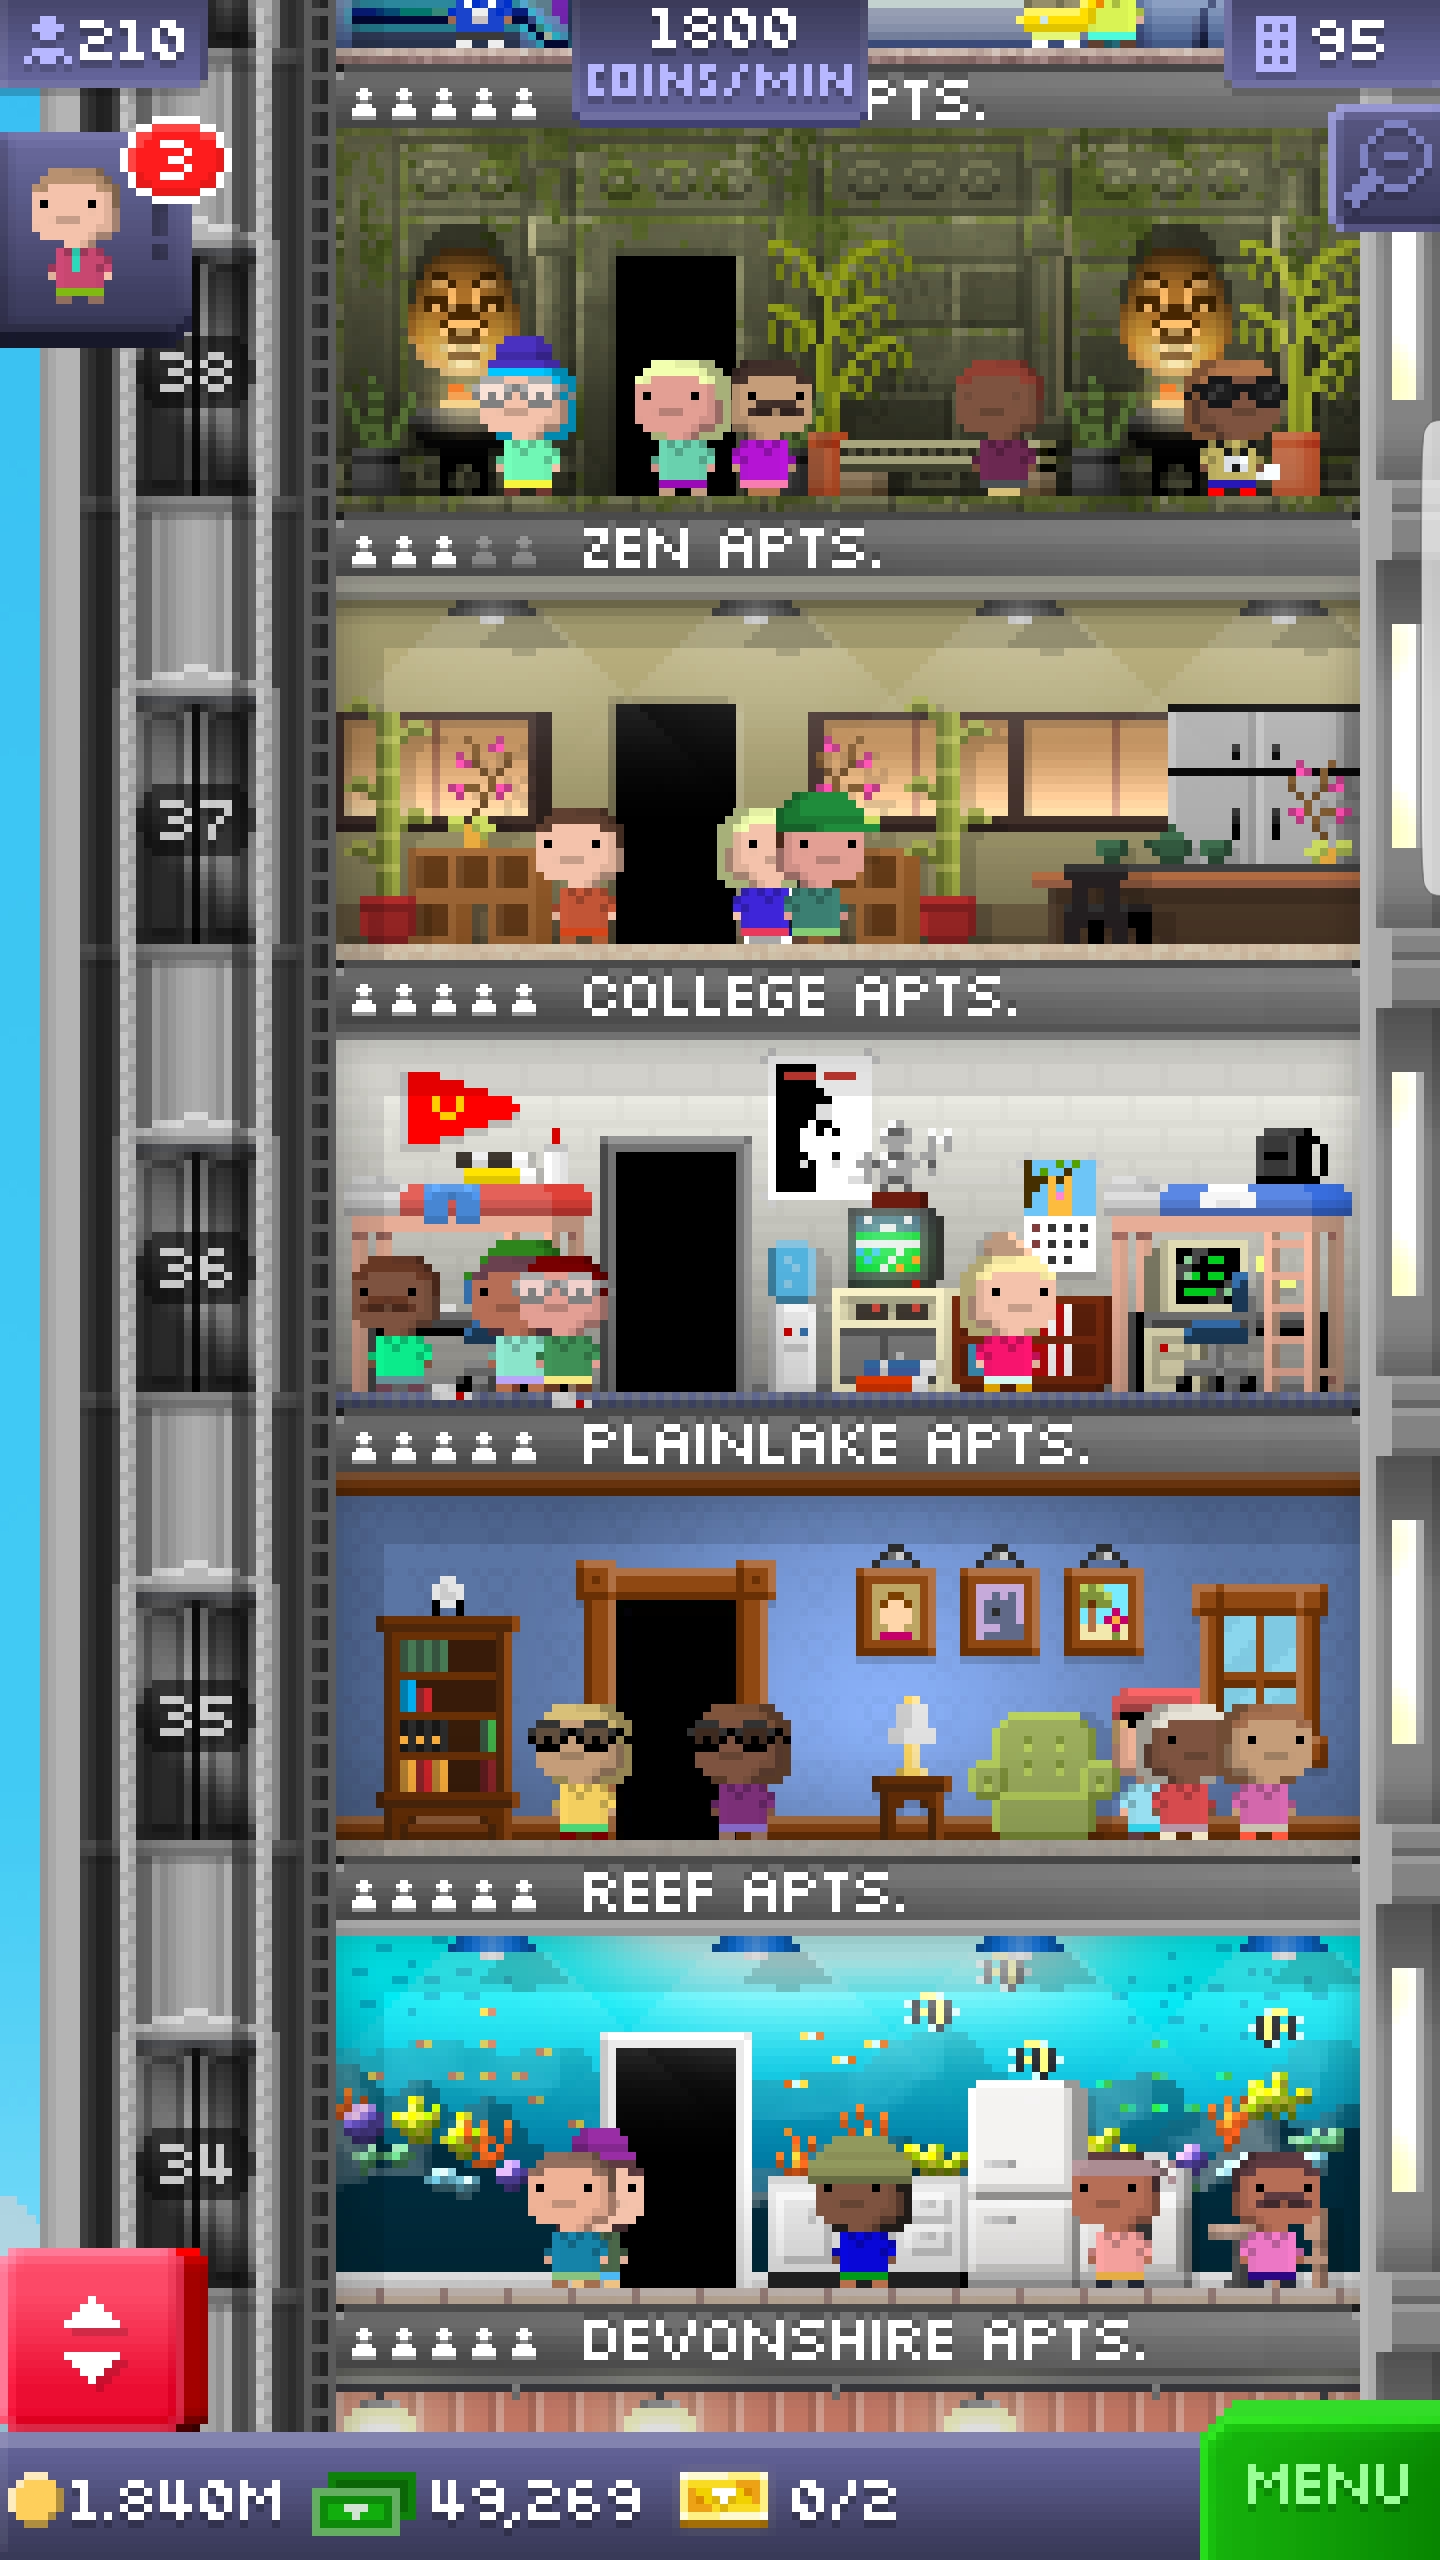 210
1800
COINS/MIN
95
PTS.
3
38
ZEN APTS.
37
COLLEGE APTS.
36
PLAINLAKE APTS.
35
REEF APTS.
34
DEVONSHIRE APTS.
1.840M 49,269 0/2
MENU